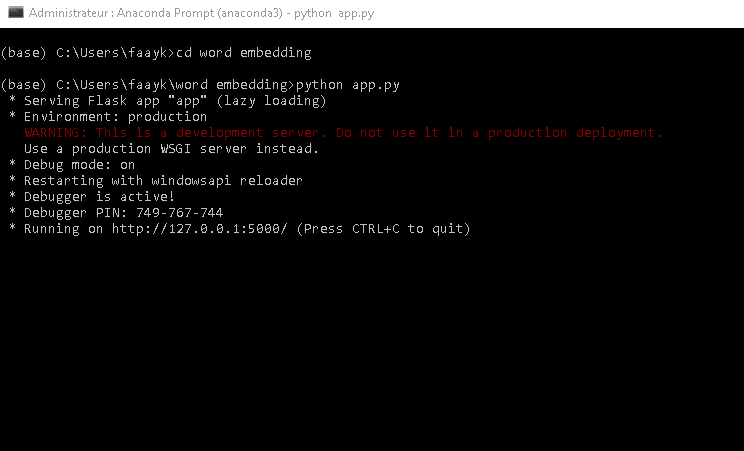 Administrateur : Anaconda Prompt (anaconda3) - python  app.py
(base) C:\Users\faayk>cd word embedding
(base) C:\Users\faayk\word embedding>python app.py
 * Serving Flask app "app" (lazy loading)
 * Environment: production
   WARNING: This is a development server. Do not use it in a production deployment.
   Use a production WSGI server instead.
 * Debug mode: on
 * Restarting with windowsapi reloader
 * Debugger is active!
 * Debugger PIN: 749-767-744
 * Running on http://127.0.0.1:5000/ (Press CTRL+C to quit)